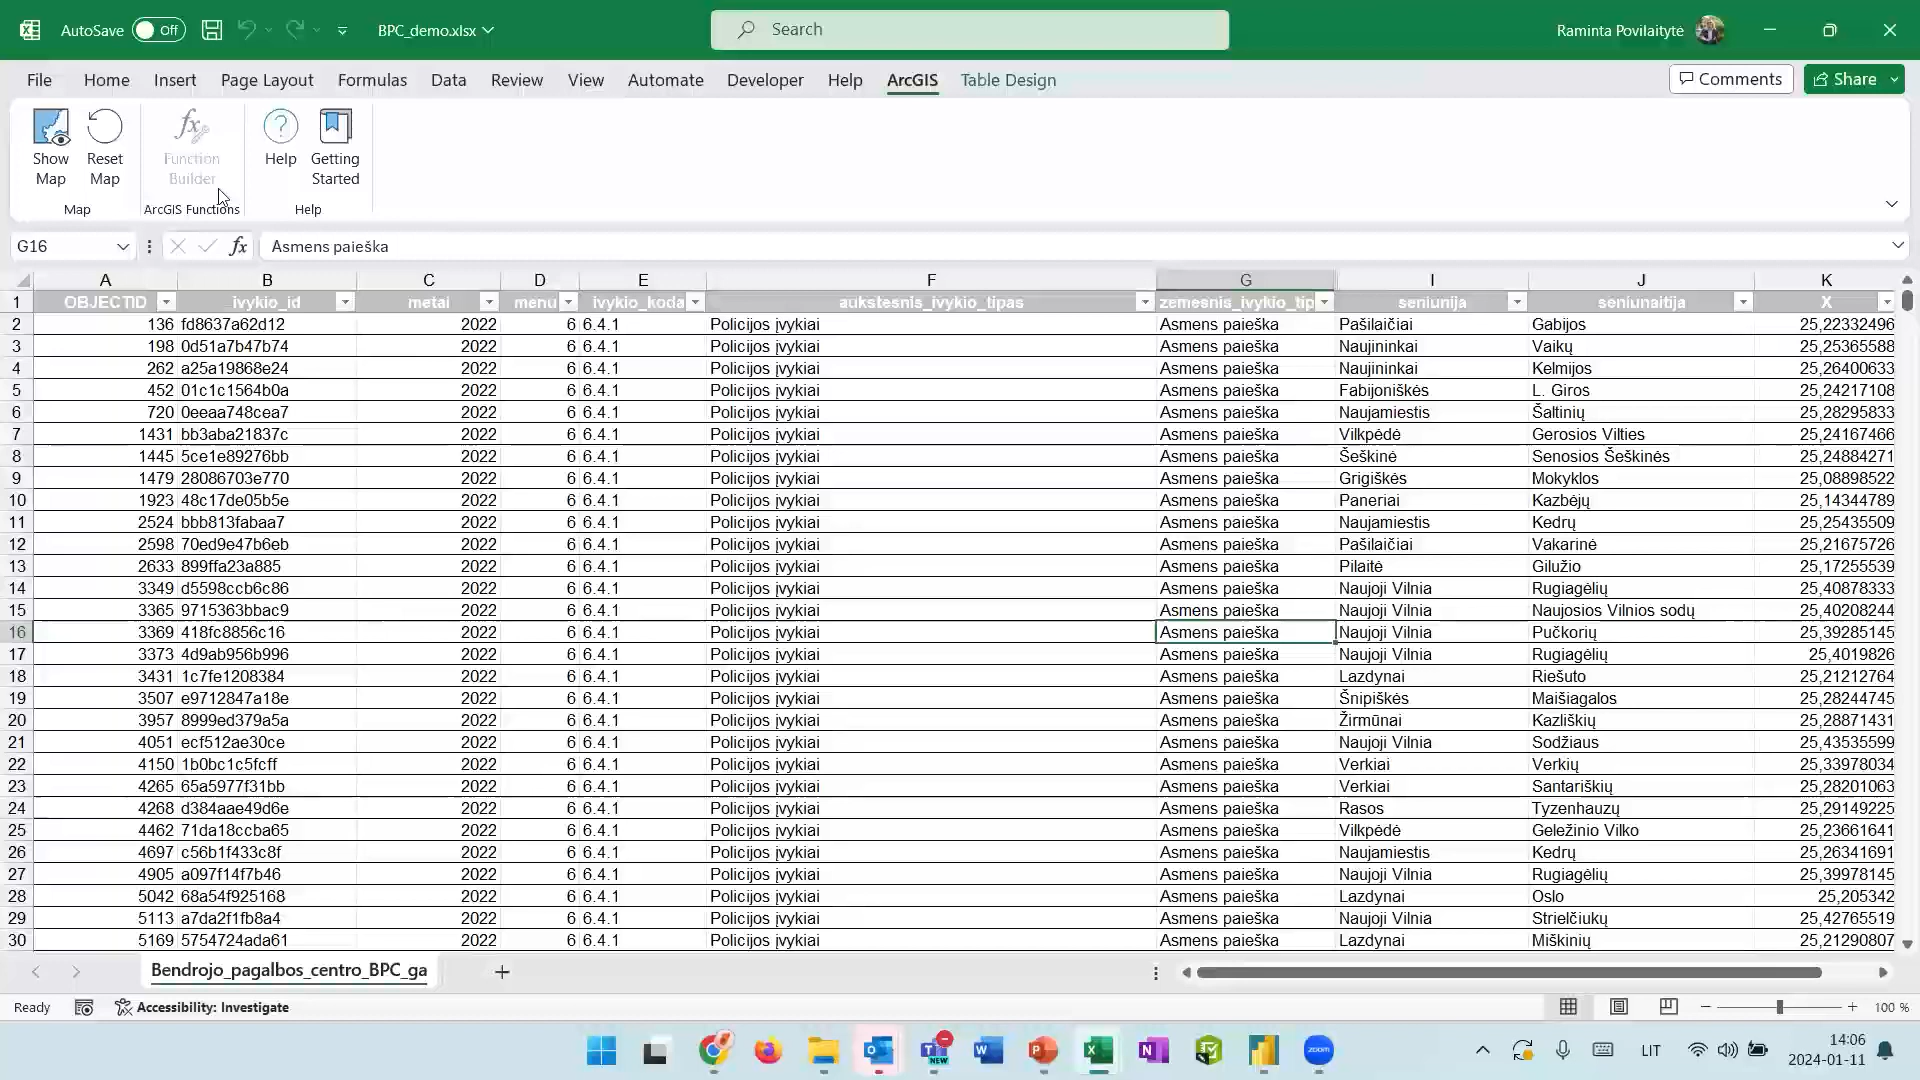 AutoSave Off BPC_demo.xlsx Search Raminta Povilaitytė
File Home Insert Page Layout Formulas Data Review View Automate Developer Help ArcGIS Table Design Comments Share
Show Map Reset Map Function Builder Help Getting Started
Map ArcGIS Functions Help
G16 fx Asmens paieška
A B C D E F G I J K
1 OBJECTID ivykio_id metai menu ivykio_koda aukstesnis_ivykio_tipas zemesnis_ivykio_tip seniunija seniunaitija X
2 136 fd8637a62d12 2022 6 6.4.1 Policijos įvykiai Asmens paieška Pašilaičiai Gabijos 25,22332496
3 198 0d51a7b47b74 2022 6 6.4.1 Policijos įvykiai Asmens paieška Naujininkai Vaikų 25,25365588
4 262 a25a19868e24 2022 6 6.4.1 Policijos įvykiai Asmens paieška Naujininkai Kelmijos 25,26400633
5 452 01c1c1564b0a 2022 6 6.4.1 Policijos įvykiai Asmens paieška Fabijoniškės L. Giros 25,24217108
6 720 0eeaa748cea7 2022 6 6.4.1 Policijos įvykiai Asmens paieška Naujamiestis Šaltinių 25,28295833
7 1431 bb3aba21837c 2022 6 6.4.1 Policijos įvykiai Asmens paieška Vilkpėdė Gerosios Vilties 25,24167466
8 1445 5ce1e89276bb 2022 6 6.4.1 Policijos įvykiai Asmens paieška Šeškinė Senosios Šeškinės 25,24884271
9 1479 28086703e770 2022 6 6.4.1 Policijos įvykiai Asmens paieška Grigiškės Mokyklos 25,08898522
10 1923 48c17de05b5e 2022 6 6.4.1 Policijos įvykiai Asmens paieška Paneriai Kazbėjų 25,14344789
11 2524 bbb813fabaa7 2022 6 6.4.1 Policijos įvykiai Asmens paieška Naujamiestis Kedrų 25,25435509
12 2598 70ed9e47b6eb 2022 6 6.4.1 Policijos įvykiai Asmens paieška Pašilaičiai Vakarinė 25,21675726
13 2633 899ffa23a885 2022 6 6.4.1 Policijos įvykiai Asmens paieška Pilaitė Gilužio 25,17255539
14 3349 d5598ccb6c86 2022 6 6.4.1 Policijos įvykiai Asmens paieška Naujoji Vilnia Rugiagėlių 25,40878333
15 3365 9715363bbac9 2022 6 6.4.1 Policijos įvykiai Asmens paieška Naujoji Vilnia Naujosios Vilnios sodų 25,40208244
16 3369 418fc8856c16 2022 6 6.4.1 Policijos įvykiai Asmens paieška Naujoji Vilnia Pučkorių 25,39285145
17 3373 4d9ab956b996 2022 6 6.4.1 Policijos įvykiai Asmens paieška Naujoji Vilnia Rugiagėlių 25,4019826
18 3431 1c7fe1208384 2022 6 6.4.1 Policijos įvykiai Asmens paieška Lazdynai Riešuto 25,21212764
19 3507 e9712847a18e 2022 6 6.4.1 Policijos įvykiai Asmens paieška Šnipiškės Maišiagalos 25,28244745
20 3957 8999ed379a5a 2022 6 6.4.1 Policijos įvykiai Asmens paieška Žirmūnai Kazliškių 25,28871431
21 4051 ecf512ae30ce 2022 6 6.4.1 Policijos įvykiai Asmens paieška Naujoji Vilnia Sodžiaus 25,43535599
22 4150 1b0bc1c5fcff 2022 6 6.4.1 Policijos įvykiai Asmens paieška Verkiai Verkių 25,33978034
23 4265 65a5977f31bb 2022 6 6.4.1 Policijos įvykiai Asmens paieška Verkiai Santariškių 25,28201063
24 4268 d384aae49d6e 2022 6 6.4.1 Policijos įvykiai Asmens paieška Rasos Tyzenhauzų 25,29149225
25 4462 71da18ccba65 2022 6 6.4.1 Policijos įvykiai Asmens paieška Vilkpėdė Geležinio Vilko 25,23661641
26 4697 c56b1f433c8f 2022 6 6.4.1 Policijos įvykiai Asmens paieška Naujamiestis Kedrų 25,26341691
27 4905 a097f14f7b46 2022 6 6.4.1 Policijos įvykiai Asmens paieška Naujoji Vilnia Rugiagėlių 25,39978145
28 5042 68a54f925168 2022 6 6.4.1 Policijos įvykiai Asmens paieška Lazdynai Oslo 25,205342
29 5113 a7da2f1fb8a4 2022 6 6.4.1 Policijos įvykiai Asmens paieška Naujoji Vilnia Strielčiukų 25,42765519
30 5169 5754724ada61 2022 6 6.4.1 Policijos įvykiai Asmens paieška Lazdynai Miškinių 25,21290807
Bendrojo_pagalbos_centro_BPC_ga
Ready Accessibility: Investigate 100 %
NEW zoom LIT 14:06
2024-01-11